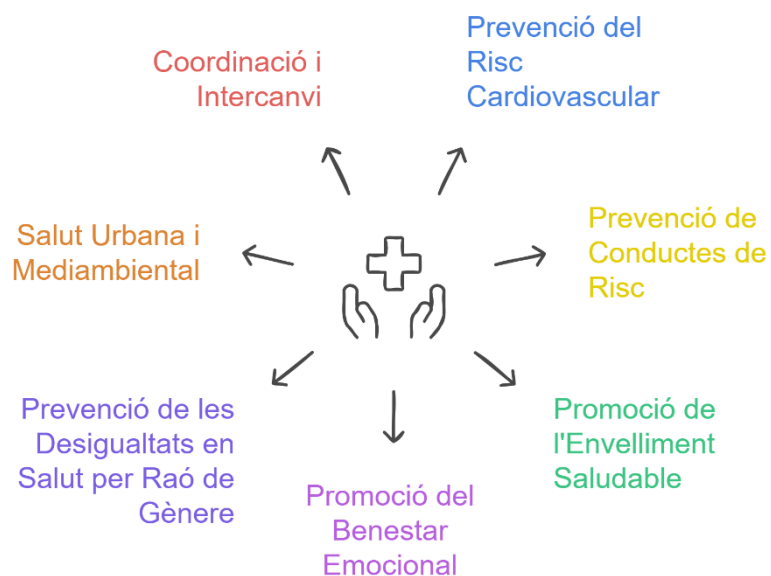 Coordinació i
Intercanvi
Prevenció del
Risc
Cardiovascular
Salut Urbana i
Mediambiental
Prevenció de
Conductes de
Risc
Prevenció de les
Desigualtats en
Salut per Raó de
Gènere
Promoció del
Benestar
Emocional
Promoció de
l'Envelliment
Saludable